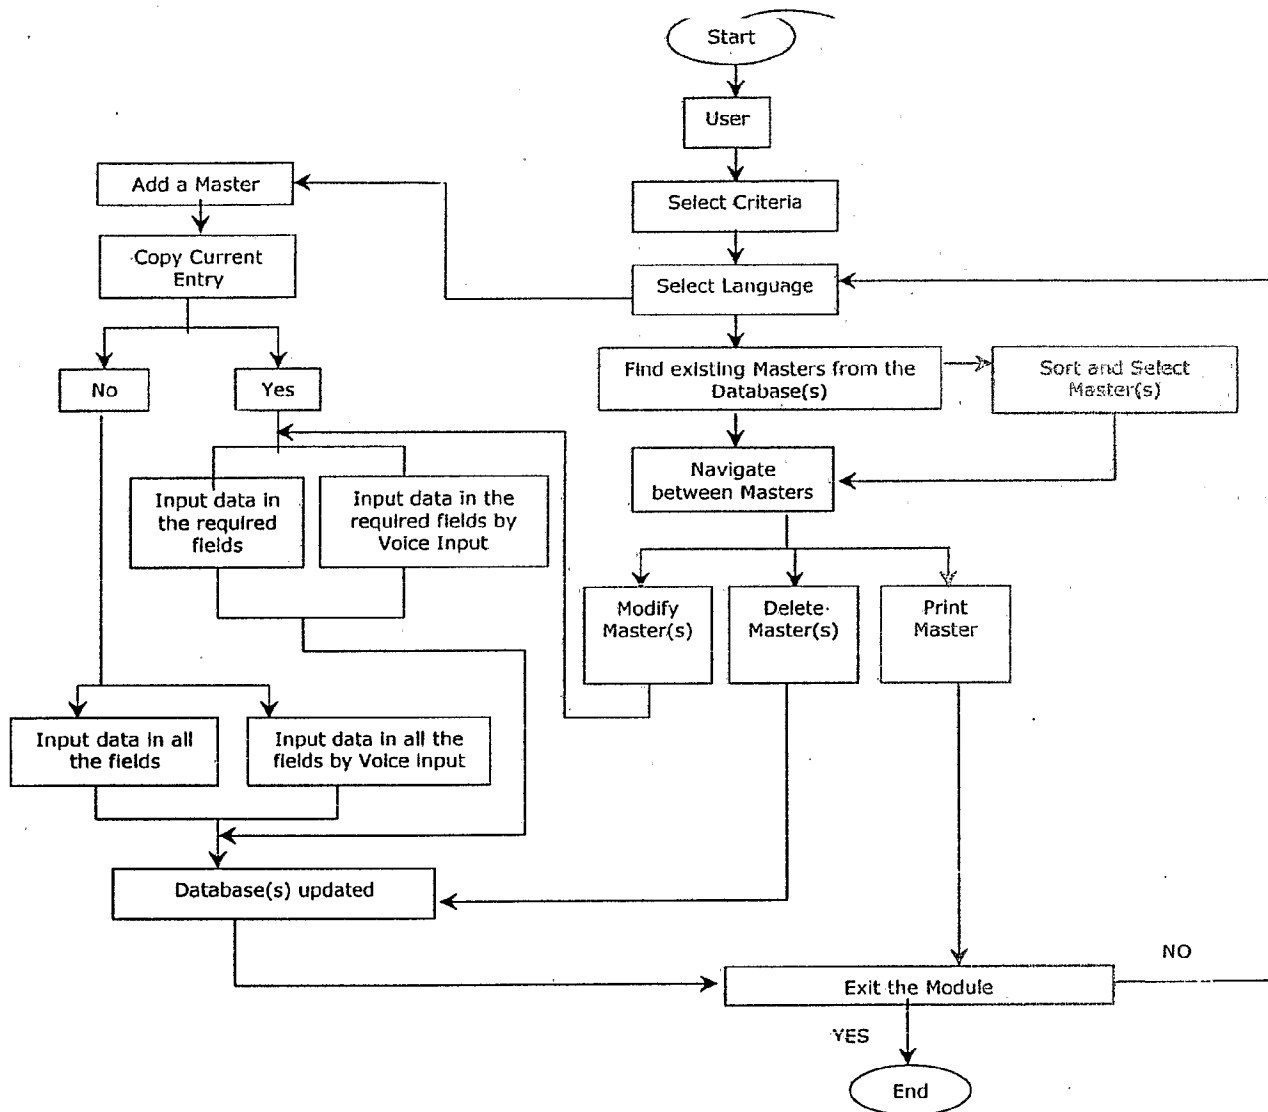 Start
User
Add a Master
Select Criteria
Copy Current
Entry
Select Language
Find existing Masters from the
Database(s)
Sort and Select
Master(s)
No
Yes
Navigate
between Masters
Input data in
the required
fields
Input data in the
required fields by
Voice Input
Modify
Master(s)
Delete
Master(s)
Print
Master
Input data in all
the fields
Input data in all the
fields by Voice input
Database(s) updated
NO
Exit the Module
YES
End